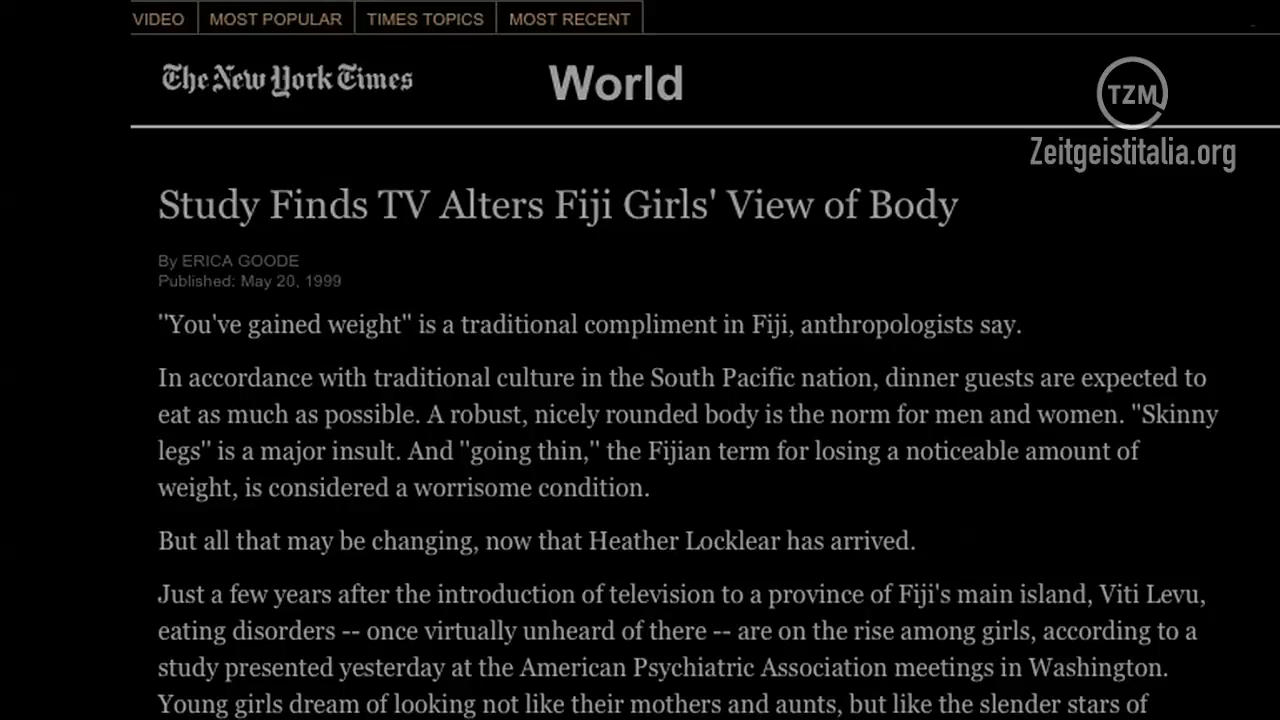 VIDEO MOST POPULAR TIMES TOPICS MOST RECENT
The New York Times World
TZM
Zeitgeistitalia.org
Study Finds TV Alters Fiji Girls' View of Body
By ERICA GOODE
Published: May 20, 1999
"You've gained weight" is a traditional compliment in Fiji, anthropologists say.
In accordance with traditional culture in the South Pacific nation, dinner guests are expected to
eat as much as possible. A robust, nicely rounded body is the norm for men and women. "Skinny
legs" is a major insult. And "going thin," the Fijian term for losing a noticeable amount of
weight, is considered a worrisome condition.
But all that may be changing, now that Heather Locklear has arrived.
Just a few years after the introduction of television to a province of Fiji's main island, Viti Levu,
eating disorders -- once virtually unheard of there -- are on the rise among girls, according to a
study presented yesterday at the American Psychiatric Association meetings in Washington.
Young girls dream of looking not like their mothers and aunts, but like the slender stars of